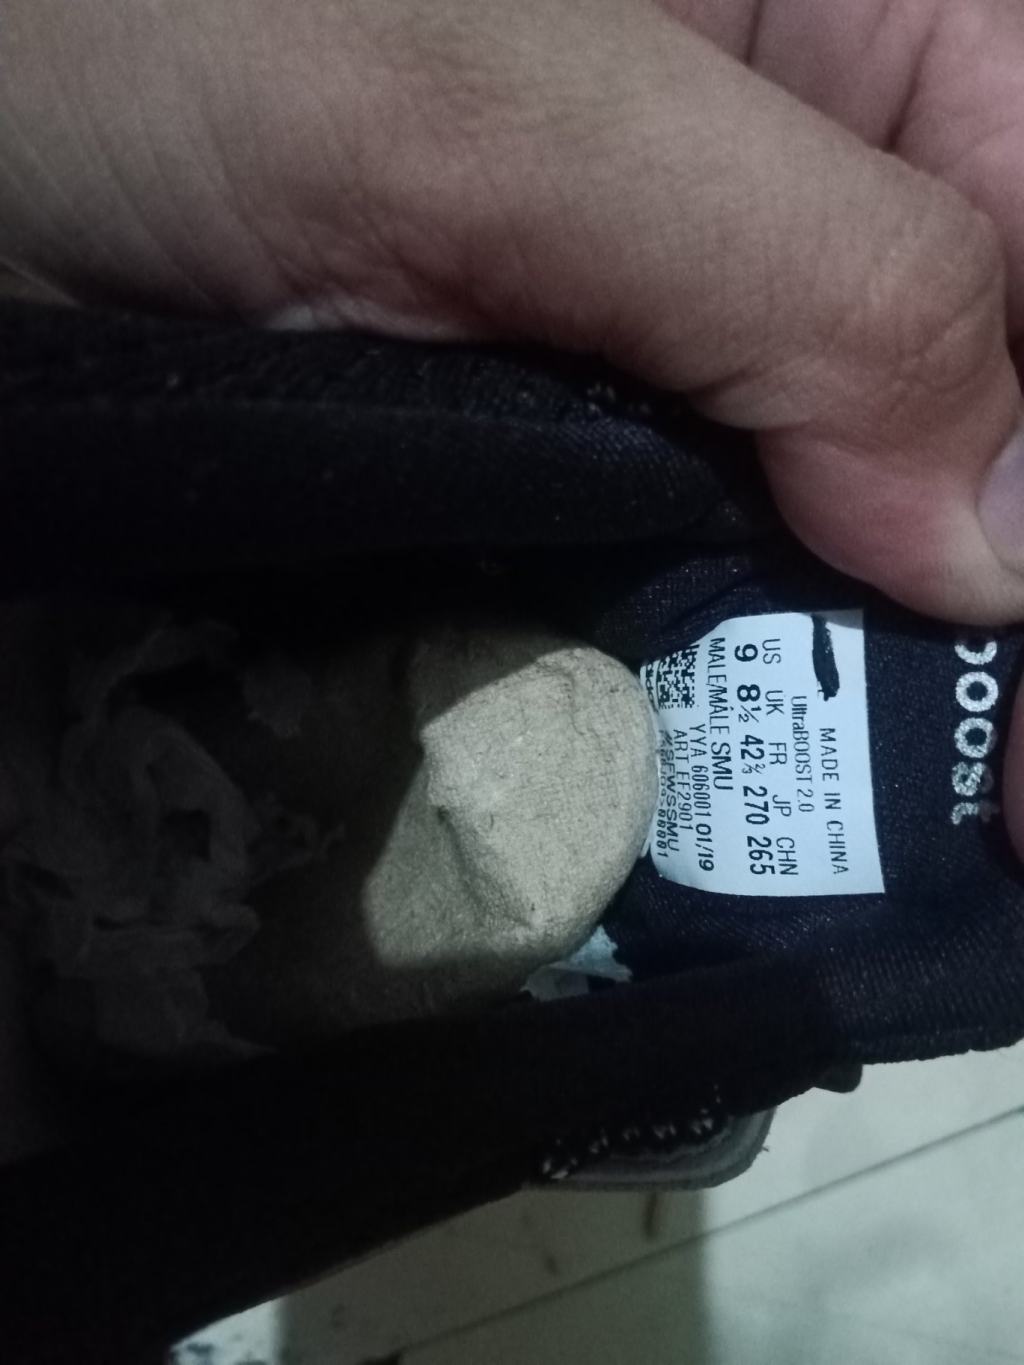 MADE IN CHINA
UltraBOOST 2.0
US UK FR JP CHN
9 8½ 42⅔ 270 265
MALE/MÂLE SMU
YYA 606001 01/19
ART EF2901
boost